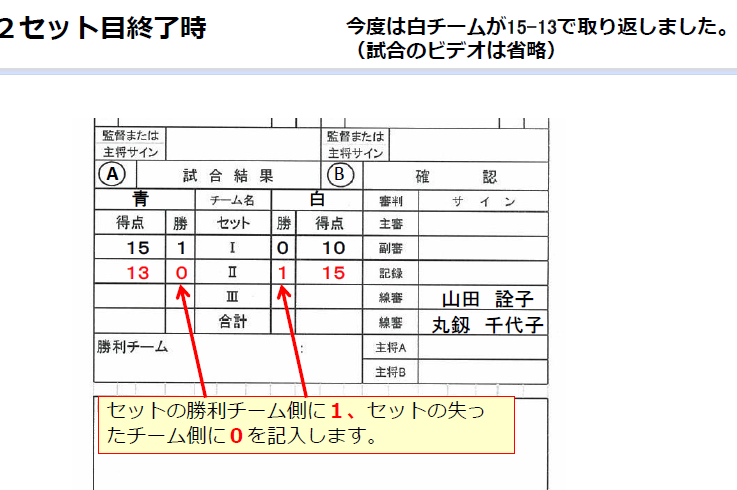 ２セット目終了時
今度は白チームが15-13で取り返しました。
（試合のビデオは省略）
監督または 監督または
主将サイン 主将サイン
Ⓐ 試合結果 Ⓑ 確認
青 チーム名 白 審判 サイン
得点 勝 セット 勝 得点 主審
15 1 Ⅰ 0 10 副審
13 0 Ⅱ 1 15 記録
Ⅲ 線審 山田 詮子
合計 線審 丸釼 千代子
勝利チーム : 主将A
主将B
セットの勝利チーム側に１、セットの失っ
たチーム側に０を記入します。